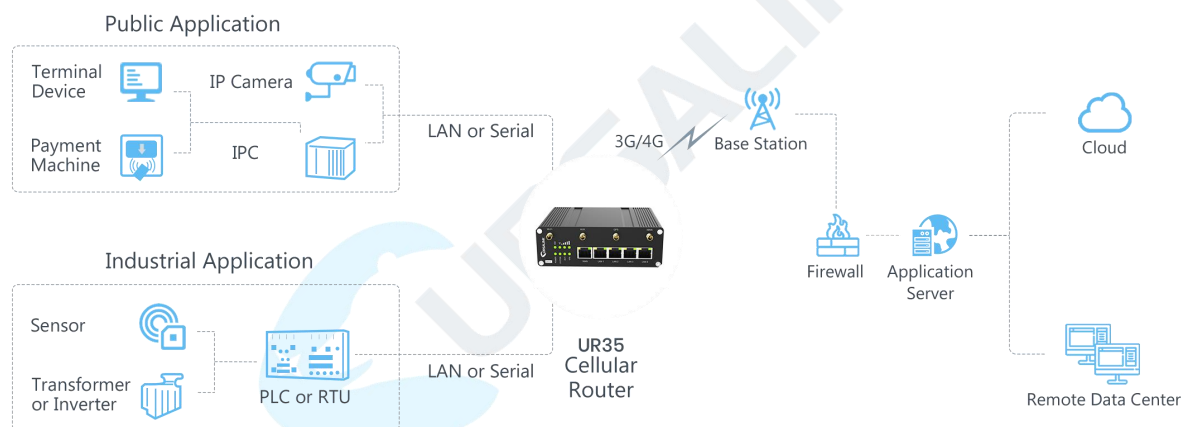 Public Application
Terminal
Device
IP Camera
Payment
Machine
IPC
LAN or Serial
3G/4G
Base Station
Cloud
Firewall
Application
Server
Industrial Application
Sensor
Transformer
or Inverter
PLC or RTU
LAN or Serial
UR35
Cellular
Router
Remote Data Center